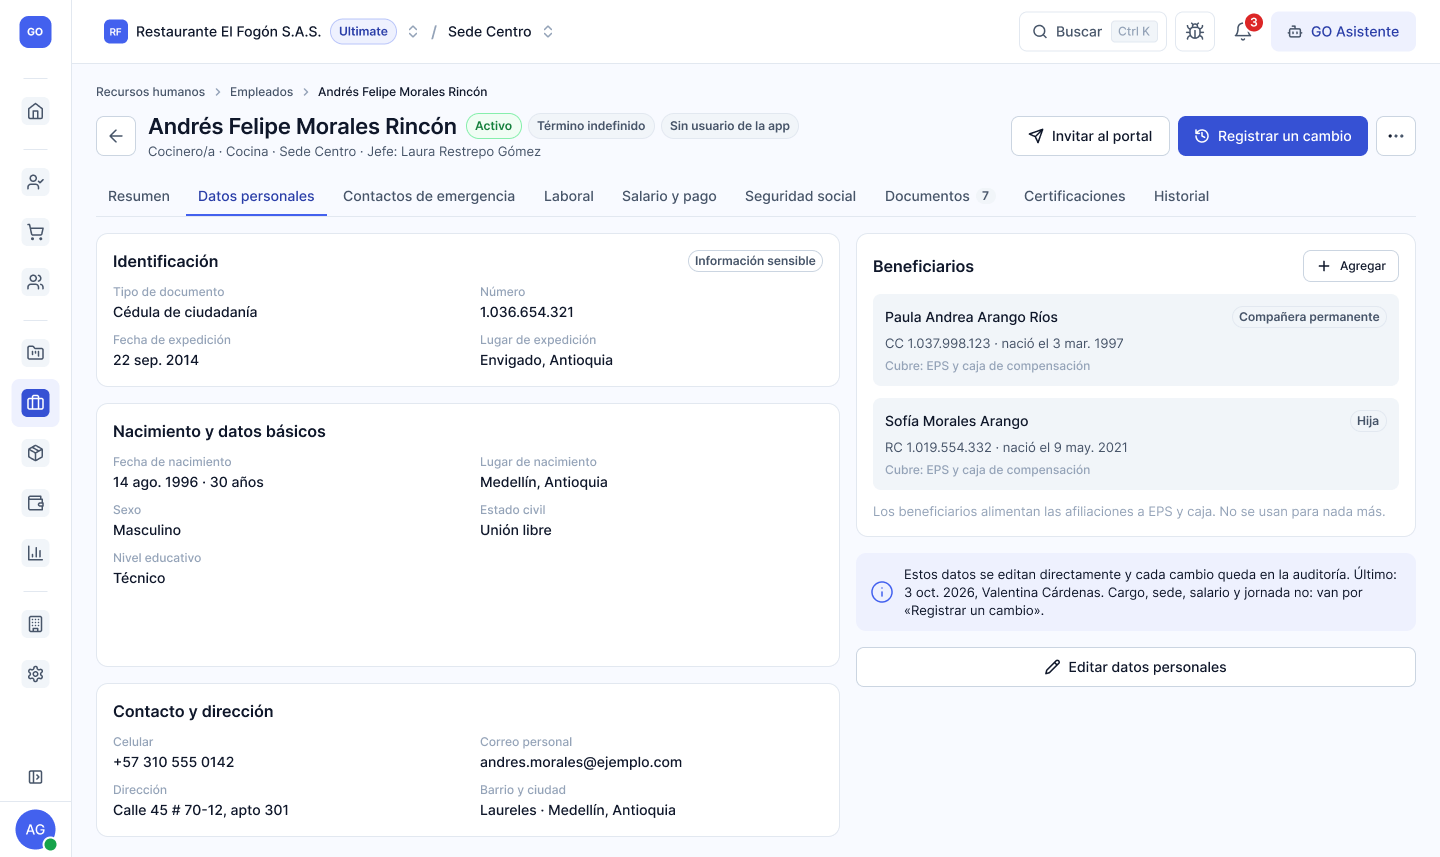 GO
RF Restaurante El Fogón S.A.S. Ultimate / Sede Centro
Buscar Ctrl K
3
GO Asistente
Recursos humanos > Empleados > Andrés Felipe Morales Rincón
Andrés Felipe Morales Rincón Activo Término indefinido Sin usuario de la app
Cocinero/a · Cocina · Sede Centro · Jefe: Laura Restrepo Gómez
Invitar al portal
Registrar un cambio
Resumen Datos personales Contactos de emergencia Laboral Salario y pago Seguridad social Documentos 7 Certificaciones Historial
Identificación Información sensible
Tipo de documento Número
Cédula de ciudadanía 1.036.654.321
Fecha de expedición Lugar de expedición
22 sep. 2014 Envigado, Antioquia
Nacimiento y datos básicos
Fecha de nacimiento Lugar de nacimiento
14 ago. 1996 · 30 años Medellín, Antioquia
Sexo Estado civil
Masculino Unión libre
Nivel educativo
Técnico
Contacto y dirección
Celular Correo personal
+57 310 555 0142 andres.morales@ejemplo.com
Dirección Barrio y ciudad
Calle 45 # 70-12, apto 301 Laureles · Medellín, Antioquia
Beneficiarios Agregar
Paula Andrea Arango Ríos Compañera permanente
CC 1.037.998.123 · nació el 3 mar. 1997
Cubre: EPS y caja de compensación
Sofía Morales Arango Hija
RC 1.019.554.332 · nació el 9 may. 2021
Cubre: EPS y caja de compensación
Los beneficiarios alimentan las afiliaciones a EPS y caja. No se usan para nada más.
Estos datos se editan directamente y cada cambio queda en la auditoría. Último:
3 oct. 2026, Valentina Cárdenas. Cargo, sede, salario y jornada no: van por
«Registrar un cambio».
Editar datos personales
AG